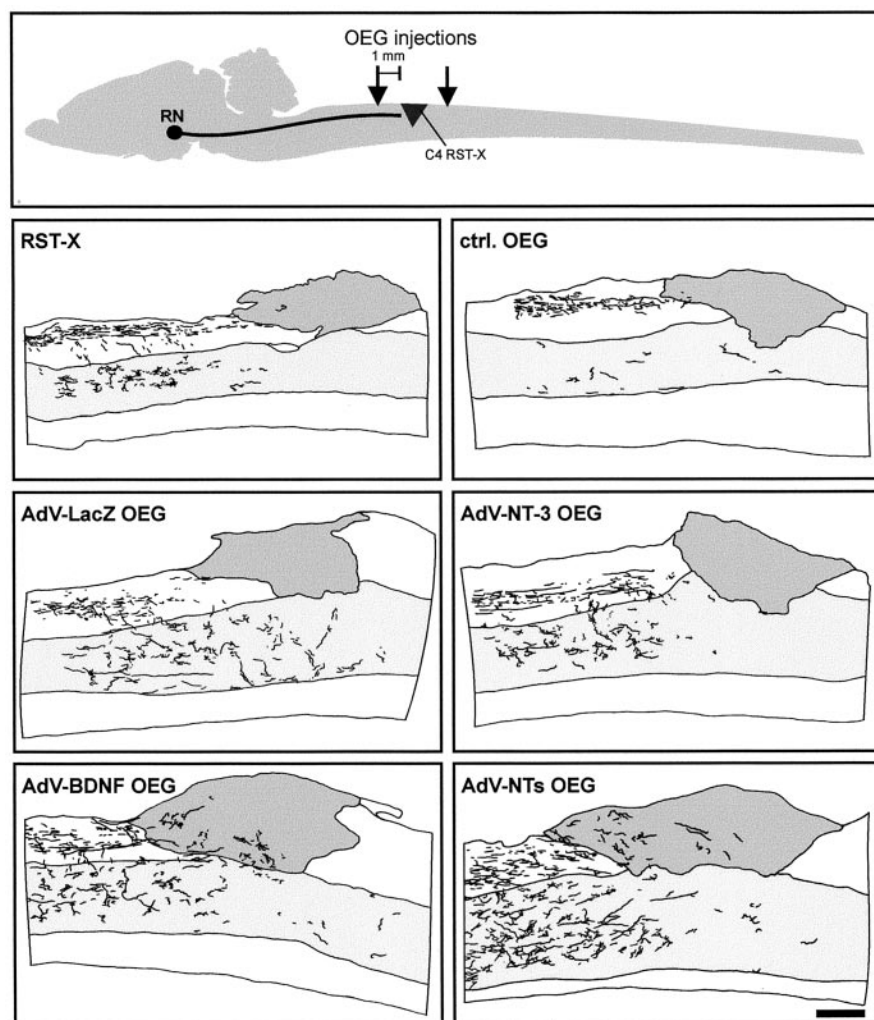 OEG injections
1 mm
RN
C4 RST-X
RST-X
ctrl. OEG
AdV-LacZ OEG
AdV-NT-3 OEG
AdV-BDNF OEG
AdV-NTs OEG